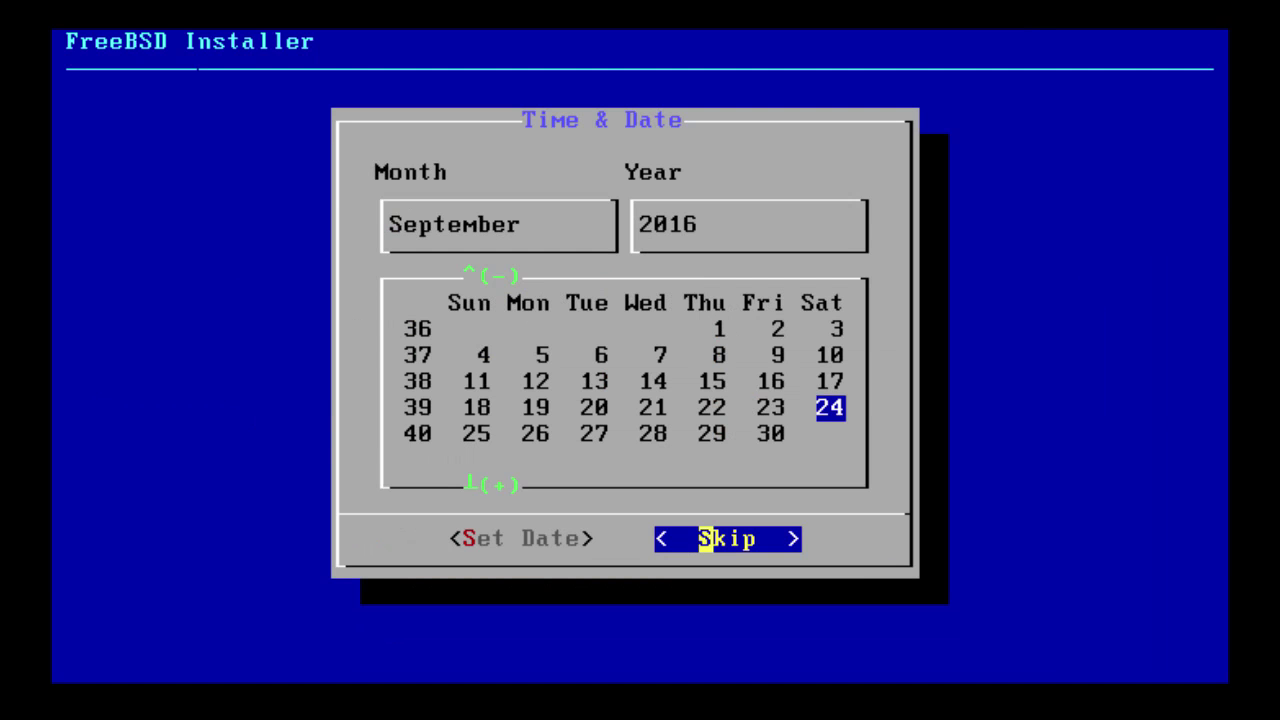 FreeBSD Installer
Time & Date
Month Year
September 2016
^(-)
Sun Mon Tue Wed Thu Fri Sat
36 1 2 3
37 4 5 6 7 8 9 10
38 11 12 13 14 15 16 17
39 18 19 20 21 22 23 24
40 25 26 27 28 29 30
┴(+)
<Set Date> < Skip >